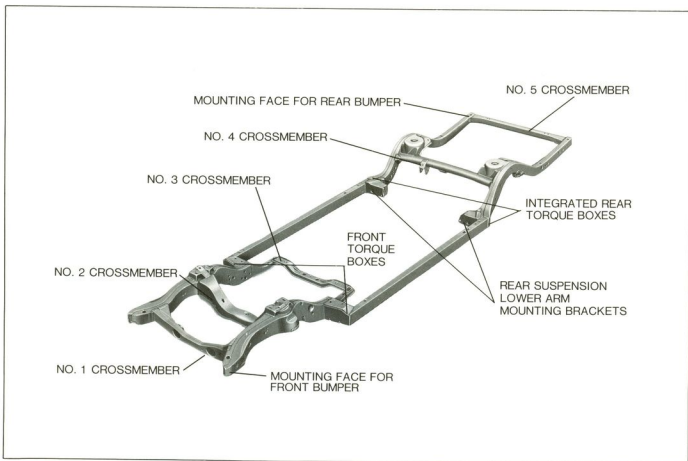 NO. 5 CROSSMEMBER
MOUNTING FACE FOR REAR BUMPER
NO. 4 CROSSMEMBER
NO. 3 CROSSMEMBER
INTEGRATED REAR
TORQUE BOXES
FRONT
TORQUE
BOXES
NO. 2 CROSSMEMBER
REAR SUSPENSION
LOWER ARM
MOUNTING BRACKETS
NO. 1 CROSSMEMBER
MOUNTING FACE FOR
FRONT BUMPER